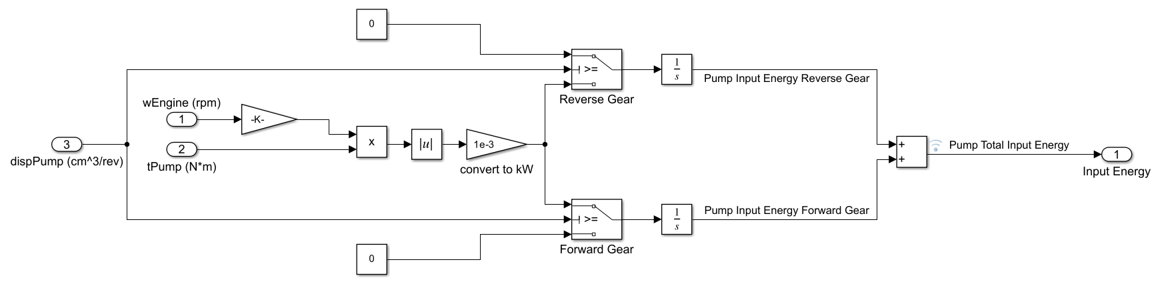 0
>=
Reverse Gear
1
s
Pump Input Energy Reverse Gear
wEngine (rpm)
1
-K-
3
dispPump (cm^3/rev)
2
tPump (N*m)
x
|u|
1e-3
convert to kW
+
+
Pump Total Input Energy
1
Input Energy
>=
Forward Gear
1
s
Pump Input Energy Forward Gear
0